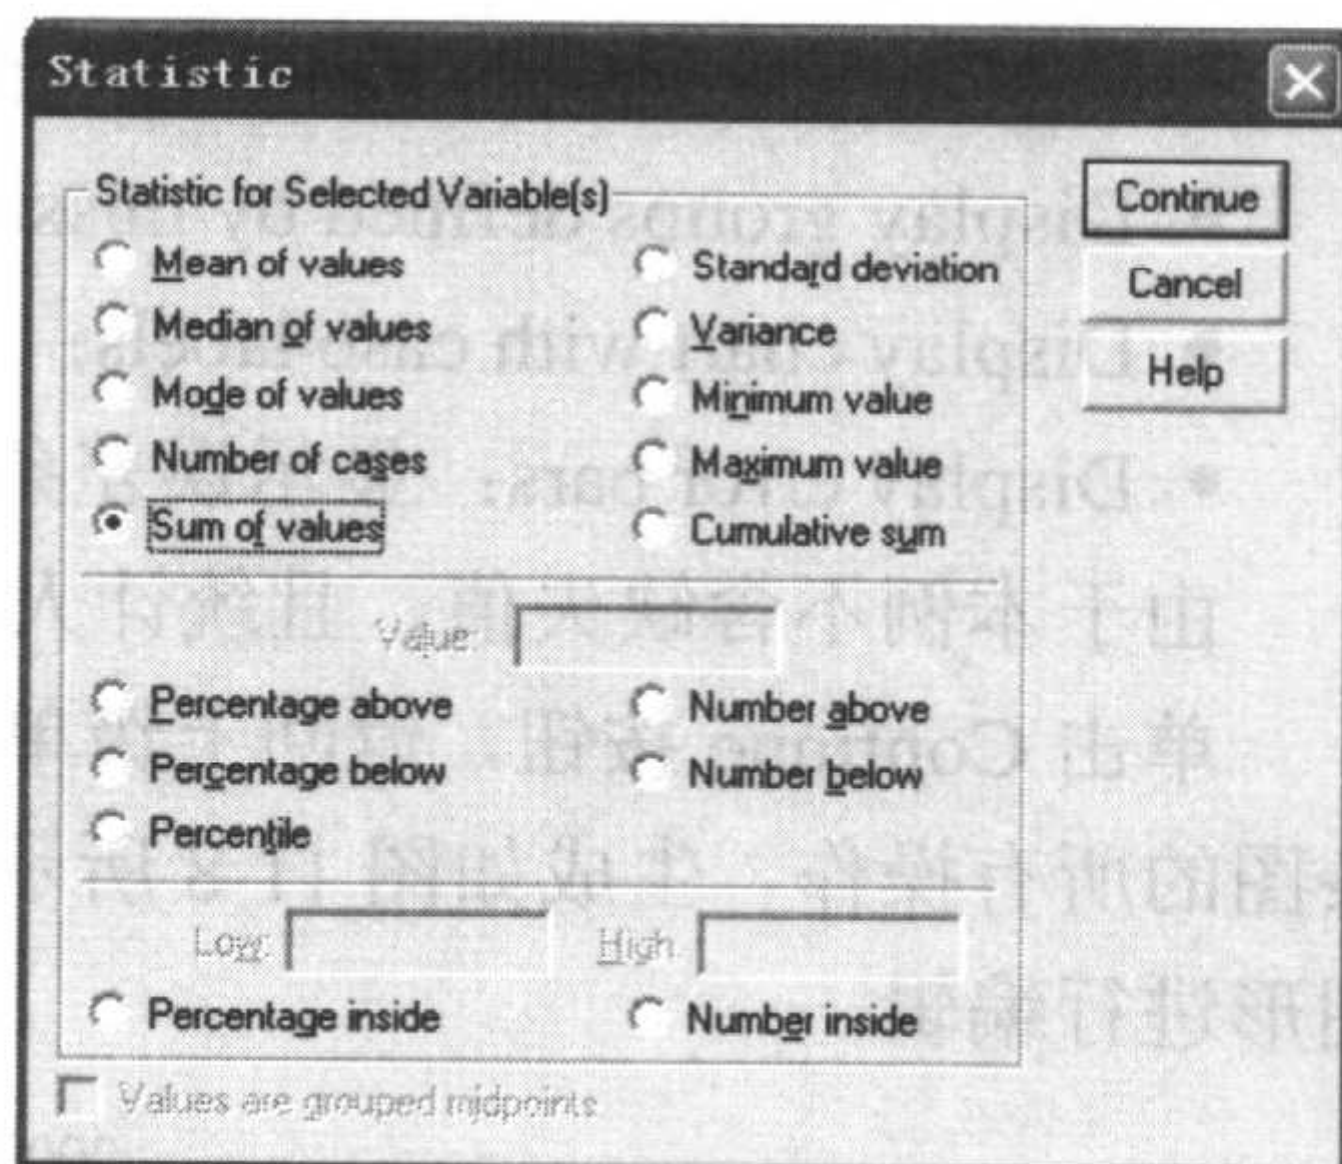 Statistic
Statistic for Selected Variable(s)
Mean of values
Standard deviation
Median of values
Variance
Mode of values
Minimum value
Number of cases
Maximum value
Sum of values
Cumulative sum
Value:
Percentage above
Number above
Percentage below
Number below
Percentile
Low:
High:
Percentage inside
Number inside
Values are grouped midpoints
Continue
Cancel
Help